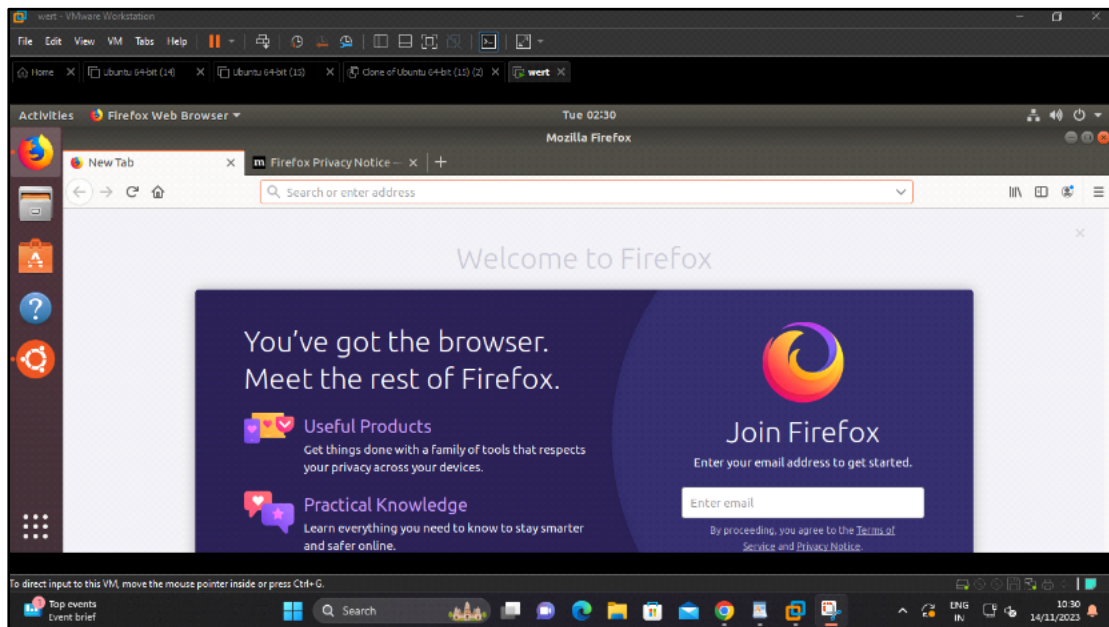 wert - VMware Workstation
File Edit View VM Tabs Help
Home Ubuntu 64-bit (14) Ubuntu 64-bit (15) Clone of Ubuntu 64-bit (15) (2) wert
Activities Firefox Web Browser Tue 02:30
Mozilla Firefox
New Tab Firefox Privacy Notice —
Search or enter address
Welcome to Firefox
You've got the browser.
Meet the rest of Firefox.
Useful Products
Get things done with a family of tools that respects
your privacy across your devices.
Practical Knowledge
Learn everything you need to know to stay smarter
and safer online.
Join Firefox
Enter your email address to get started.
Enter email
By proceeding, you agree to the Terms of
Service and Privacy Notice.
To direct input to this VM, move the mouse pointer inside or press Ctrl+G.
Top events
Event brief
Search
ENG
IN
10:30
14/11/2023